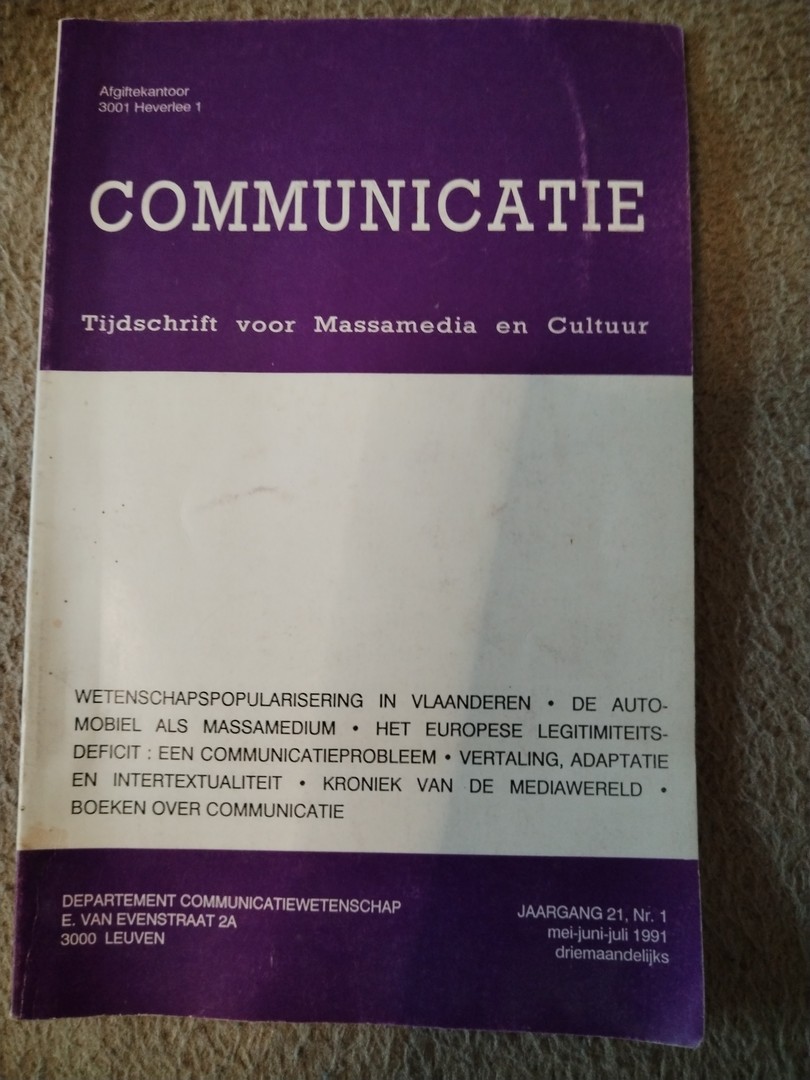 Afgiftekantoor
3001 Heverlee 1
COMMUNICATIE
Tijdschrift voor Massamedia en Cultuur
WETENSCHAPSPOPULARISERING IN VLAANDEREN • DE AUTO-
MOBIEL ALS MASSAMEDIUM • HET EUROPESE LEGITIMITEITS-
DEFICIT : EEN COMMUNICATIEPROBLEEM • VERTALING, ADAPTATIE
EN INTERTEXTUALITEIT • KRONIEK VAN DE MEDIAWERELD •
BOEKEN OVER COMMUNICATIE
DEPARTEMENT COMMUNICATIEWETENSCHAP
E. VAN EVENSTRAAT 2A
3000 LEUVEN
JAARGANG 21, Nr. 1
mei-juni-juli 1991
driemaandelijks